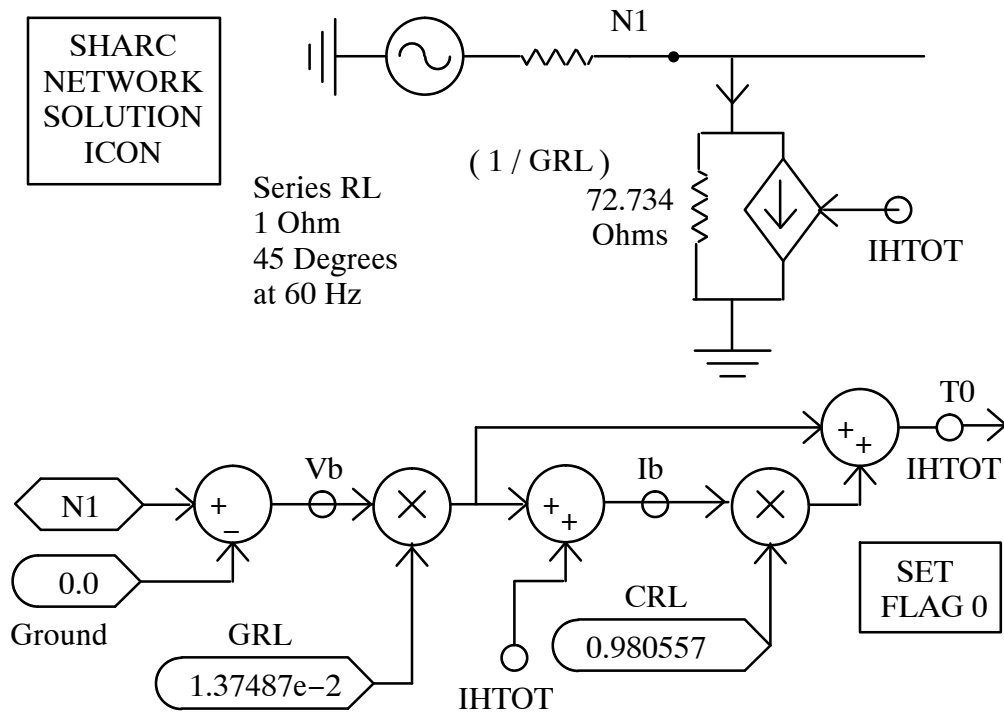 SHARC
NETWORK
SOLUTION
ICON
N1
( 1 / GRL )
72.734
Ohms
IHTOT
Series RL
1 Ohm
45 Degrees
at 60 Hz
T0
+
+
IHTOT
N1
+
−
Vb
×
+
+
Ib
×
0.0
Ground
GRL
1.37487e−2
IHTOT
CRL
0.980557
SET
FLAG 0